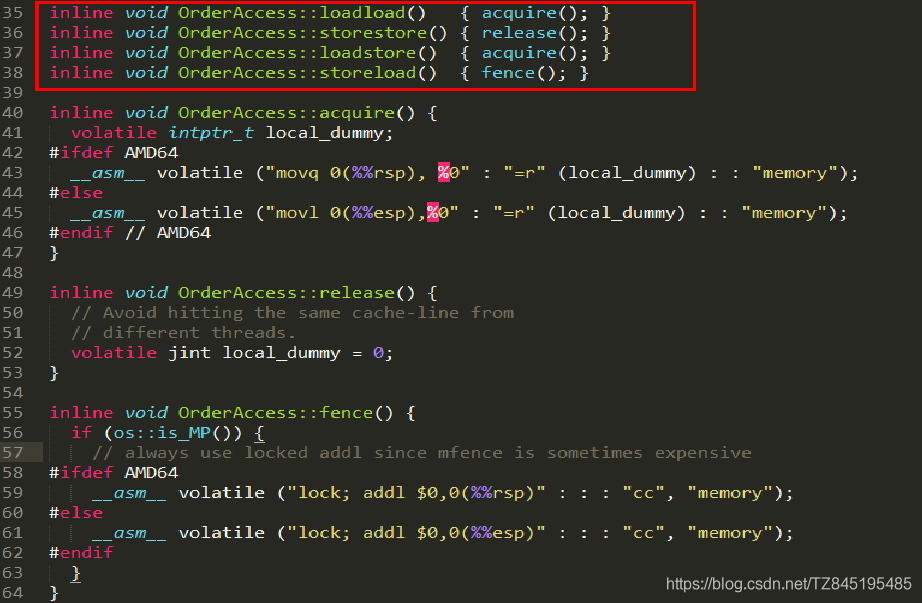 35 inline void OrderAccess::loadload()   { acquire(); }
36 inline void OrderAccess::storestore() { release(); }
37 inline void OrderAccess::loadstore()  { acquire(); }
38 inline void OrderAccess::storeload()  { fence(); }
39
40 inline void OrderAccess::acquire() {
41   volatile intptr_t local_dummy;
42 #ifdef AMD64
43   __asm__ volatile ("movq 0(%%rsp), %0" : "=r" (local_dummy) : : "memory");
44 #else
45   __asm__ volatile ("movl 0(%%esp),%0" : "=r" (local_dummy) : : "memory");
46 #endif // AMD64
47 }
48
49 inline void OrderAccess::release() {
50   // Avoid hitting the same cache-line from
51   // different threads.
52   volatile jint local_dummy = 0;
53 }
54
55 inline void OrderAccess::fence() {
56   if (os::is_MP()) {
57     // always use locked addl since mfence is sometimes expensive
58 #ifdef AMD64
59     __asm__ volatile ("lock; addl $0,0(%%rsp)" : : : "cc", "memory");
60 #else
61     __asm__ volatile ("lock; addl $0,0(%%esp)" : : : "cc", "memory");
62 #endif
63   }
64 }
https://blog.csdn.net/TZ845195485